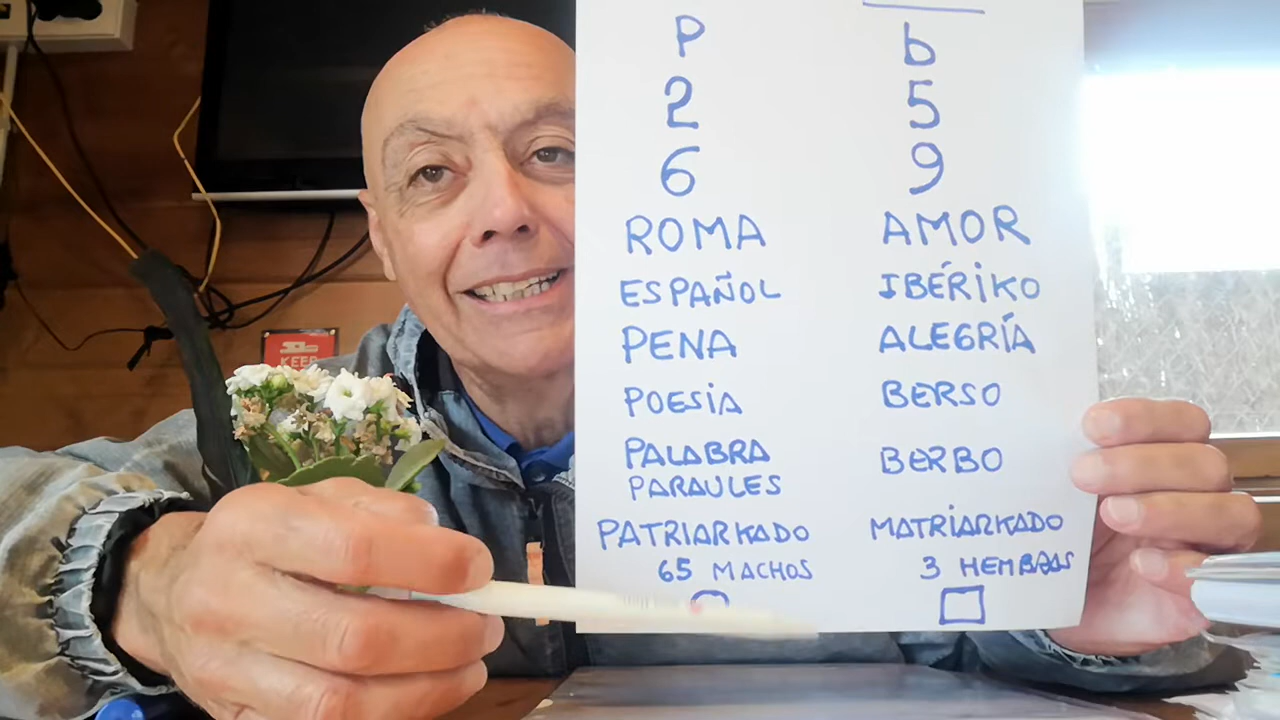 P b
2 5
6 9
ROMA AMOR
ESPAÑOL IBÉRIKO
PENA ALEGRÍA
POESIA BERSO
PALABRA BERBO
PARAULES
PATRIARKADO MATRIARKADO
65 MACHOS 3 HEMBRAS
KEEP